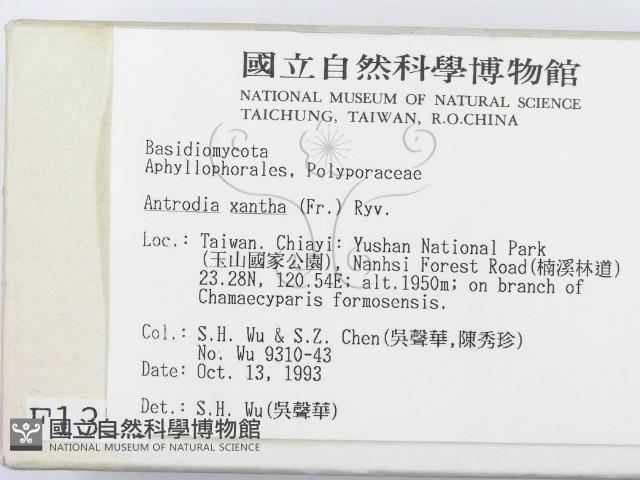 國立自然科學博物館
NATIONAL MUSEUM OF NATURAL SCIENCE
TAICHUNG, TAIWAN, R.O.CHINA
Basidiomycota
Aphyllophorales, Polyporaceae
Antrodia xantha (Fr.) Ryv.
Loc.: Taiwan. Chiayi: Yushan National Park
(玉山國家公園), Nanhsi Forest Road(楠溪林道)
23.28N, 120.54E; alt.1950m; on branch of
Chamaecyparis formosensis.
Col.: S.H. Wu & S.Z. Chen(吳聲華,陳秀珍)
No. Wu 9310-43
Date: Oct. 13, 1993
Det.: S.H. Wu(吳聲華)
國立自然科學博物館
NATIONAL MUSEUM OF NATURAL SCIENCE